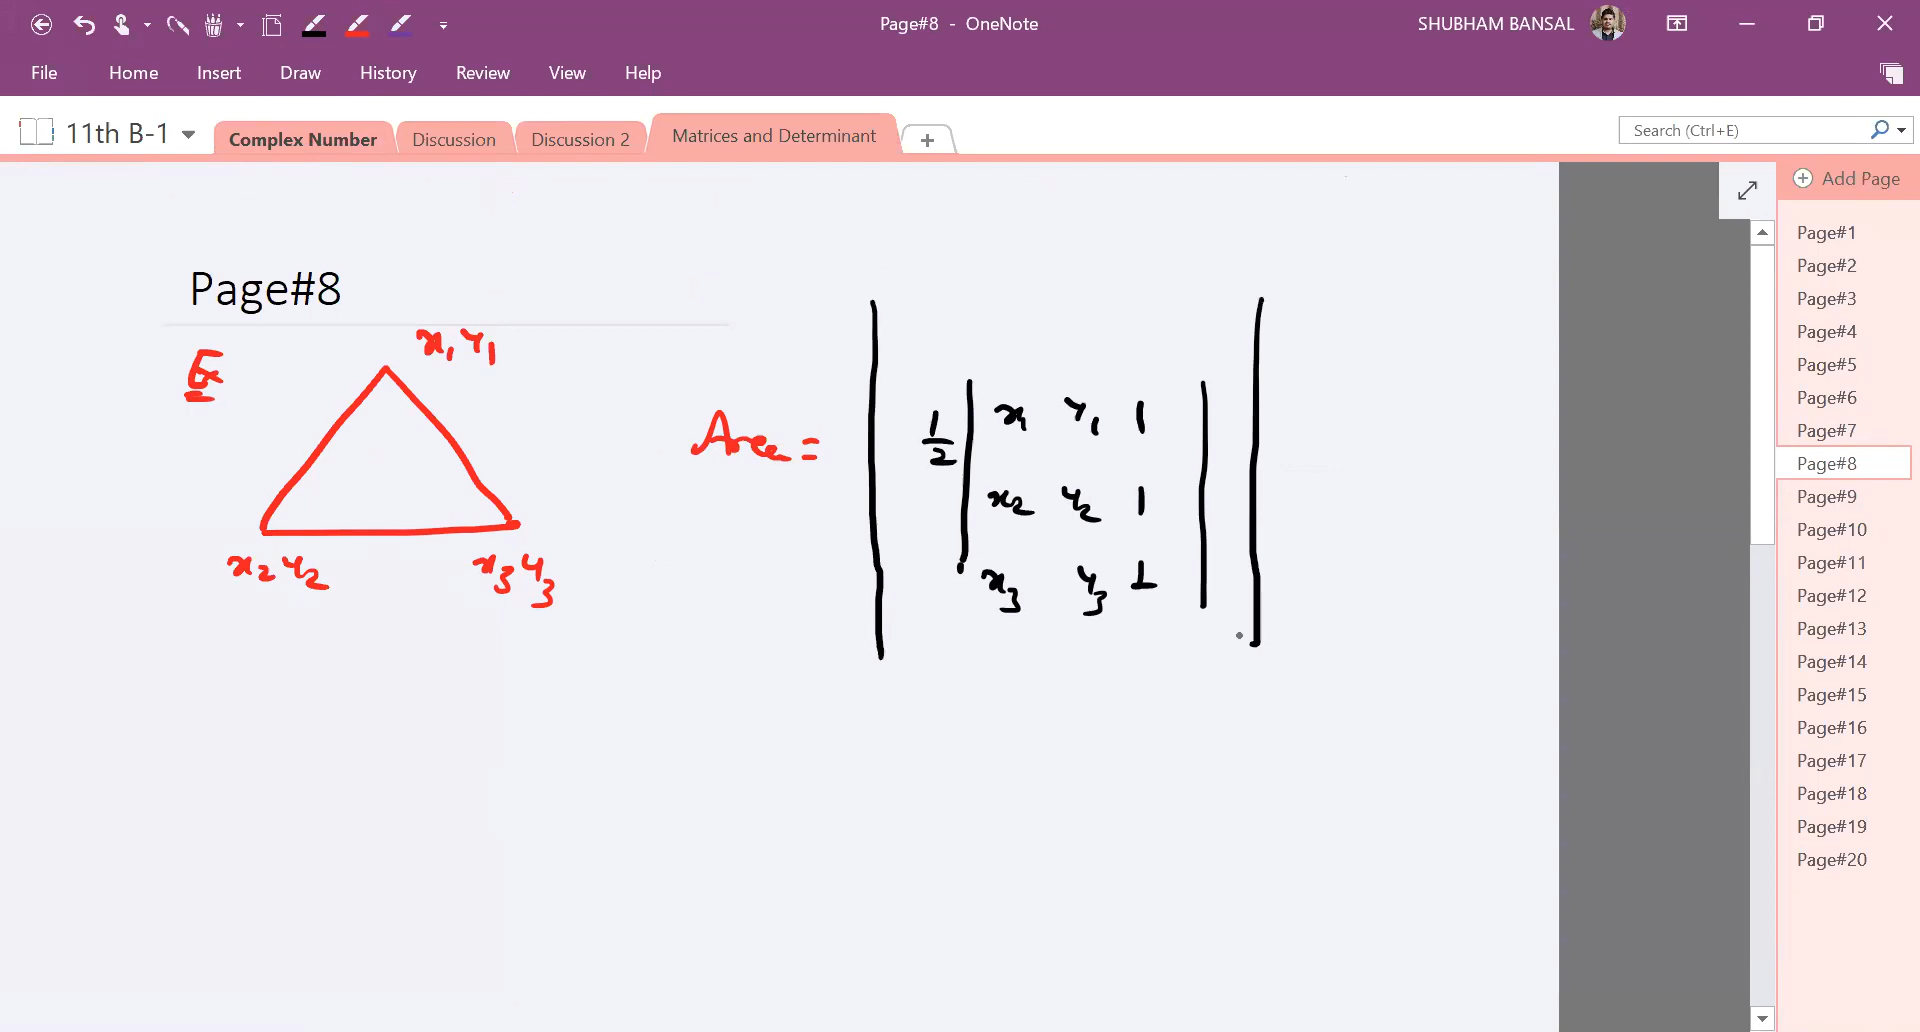 Page#8 - OneNote
SHUBHAM BANSAL
File Home Insert Draw History Review View Help
11th B-1
Complex Number Discussion Discussion 2 Matrices and Determinant +
Search (Ctrl+E)
Add Page
Page#1
Page#2
Page#3
Page#4
Page#5
Page#6
Page#7
Page#8
Page#9
Page#10
Page#11
Page#12
Page#13
Page#14
Page#15
Page#16
Page#17
Page#18
Page#19
Page#20
Page#8
Ex
x₁ y₁
x₂ y₂
x₃ y₃
Area =
1/2
x₁ y₁ 1
x₂ y₂ 1
x₃ y₃ 1